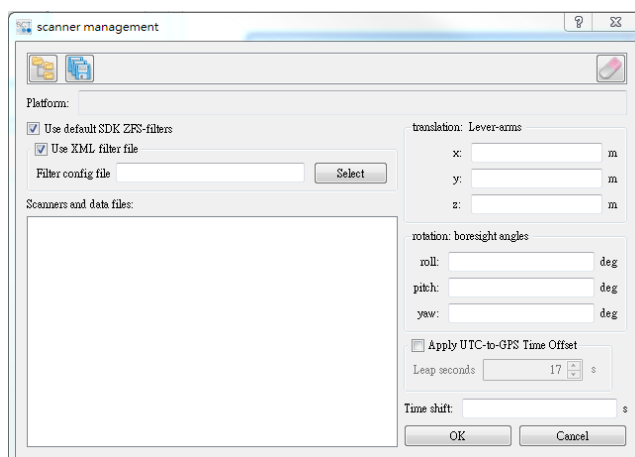 SCT scanner management
Platform:
Use default SDK ZFS-filters
Use XML filter file
Filter config file
Select
Scanners and data files:
translation: Lever-arms
x: m
y: m
z: m
rotation: boresight angles
roll: deg
pitch: deg
yaw: deg
Apply UTC-to-GPS Time Offset
Leap seconds 17 s
Time shift: s
OK Cancel